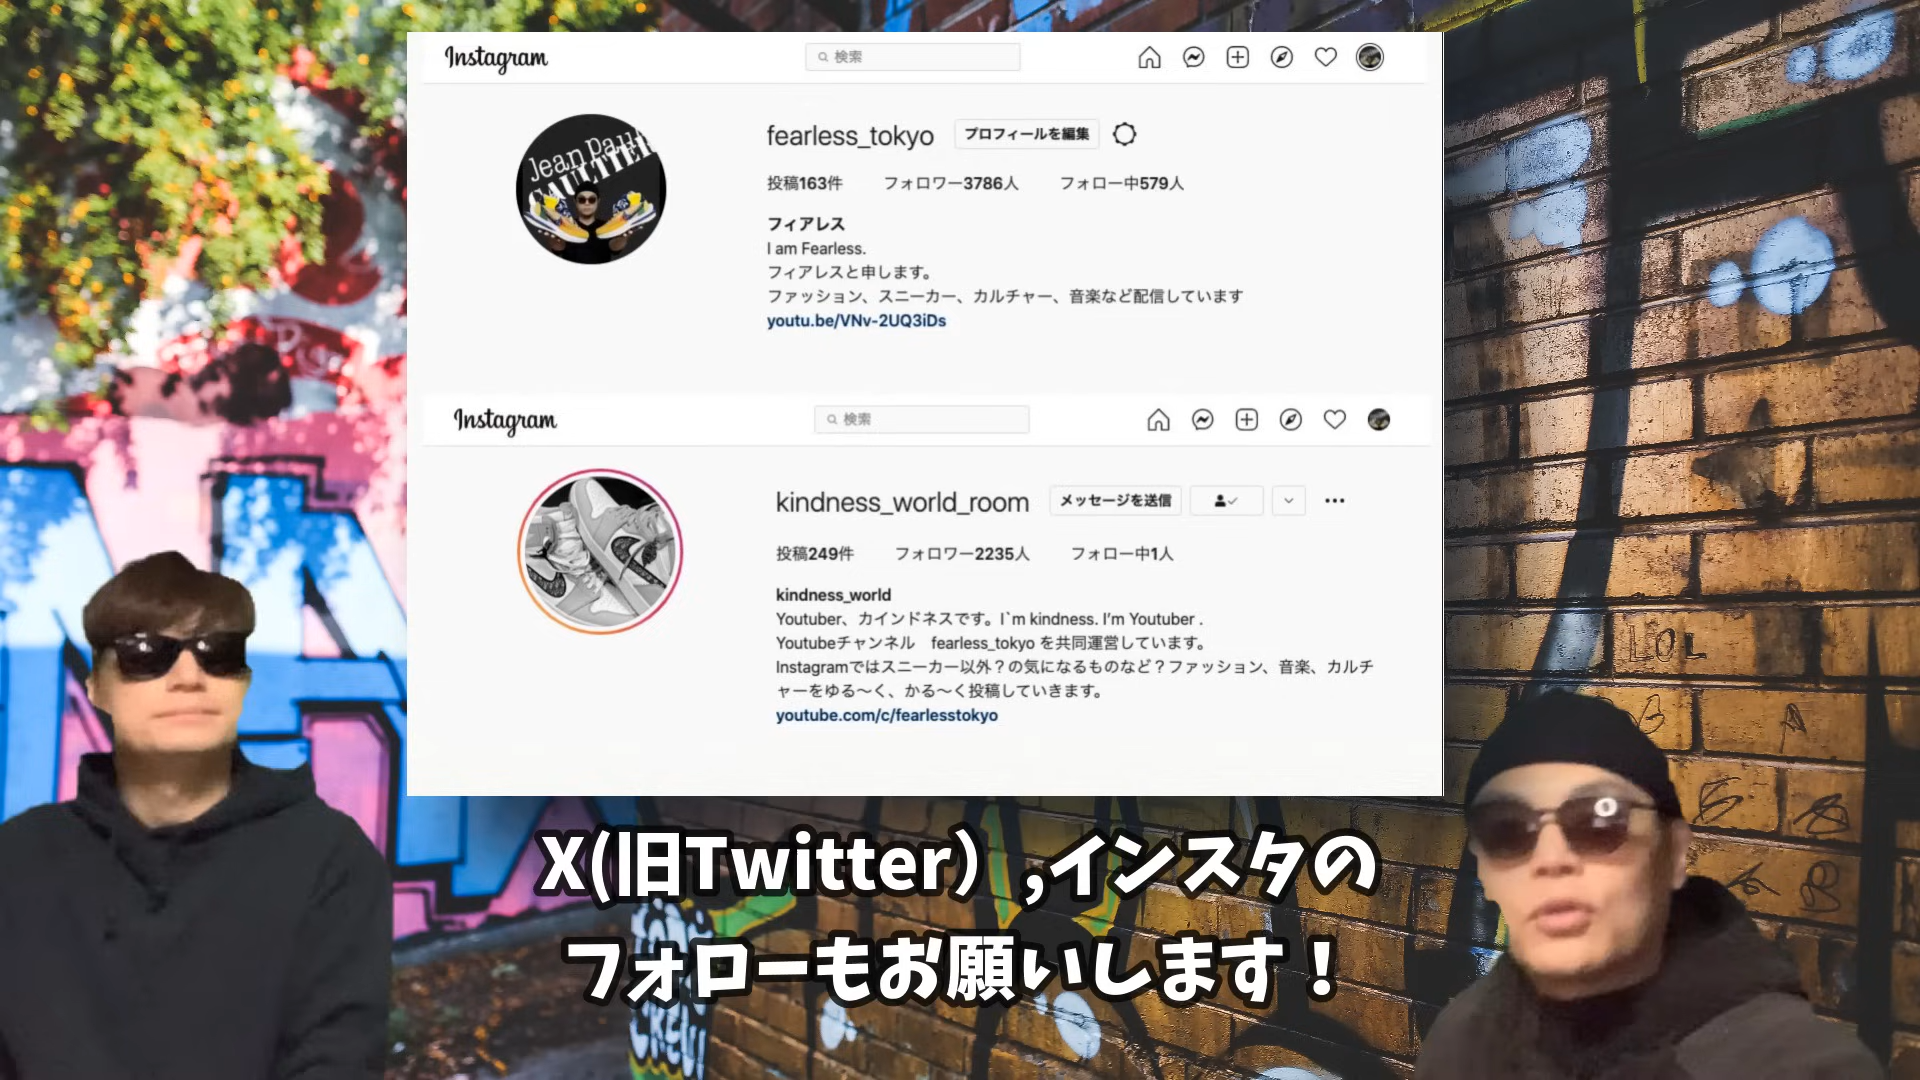 Instagram
検索
Jean Paul
GAULTIER
fearless_tokyo プロフィールを編集
投稿163件 フォロワー3786人 フォロー中579人
フィアレス
I am Fearless.
フィアレスと申します。
ファッション、スニーカー、カルチャー、音楽など配信しています
youtu.be/VNv-2UQ3iDs
Instagram
検索
kindness_world_room メッセージを送信
投稿249件 フォロワー2235人 フォロー中1人
kindness_world
Youtuber、カインドネスです。I`m kindness. I’m Youtuber .
Youtubeチャンネル　fearless_tokyo を共同運営しています。
Instagramではスニーカー以外？の気になるものなど？ファッション、音楽、カルチ
ャーをゆる〜く、かる〜く投稿していきます。
youtube.com/c/fearlesstokyo
LOL
X(旧Twitter）,インスタの
フォローもお願いします！
CREW